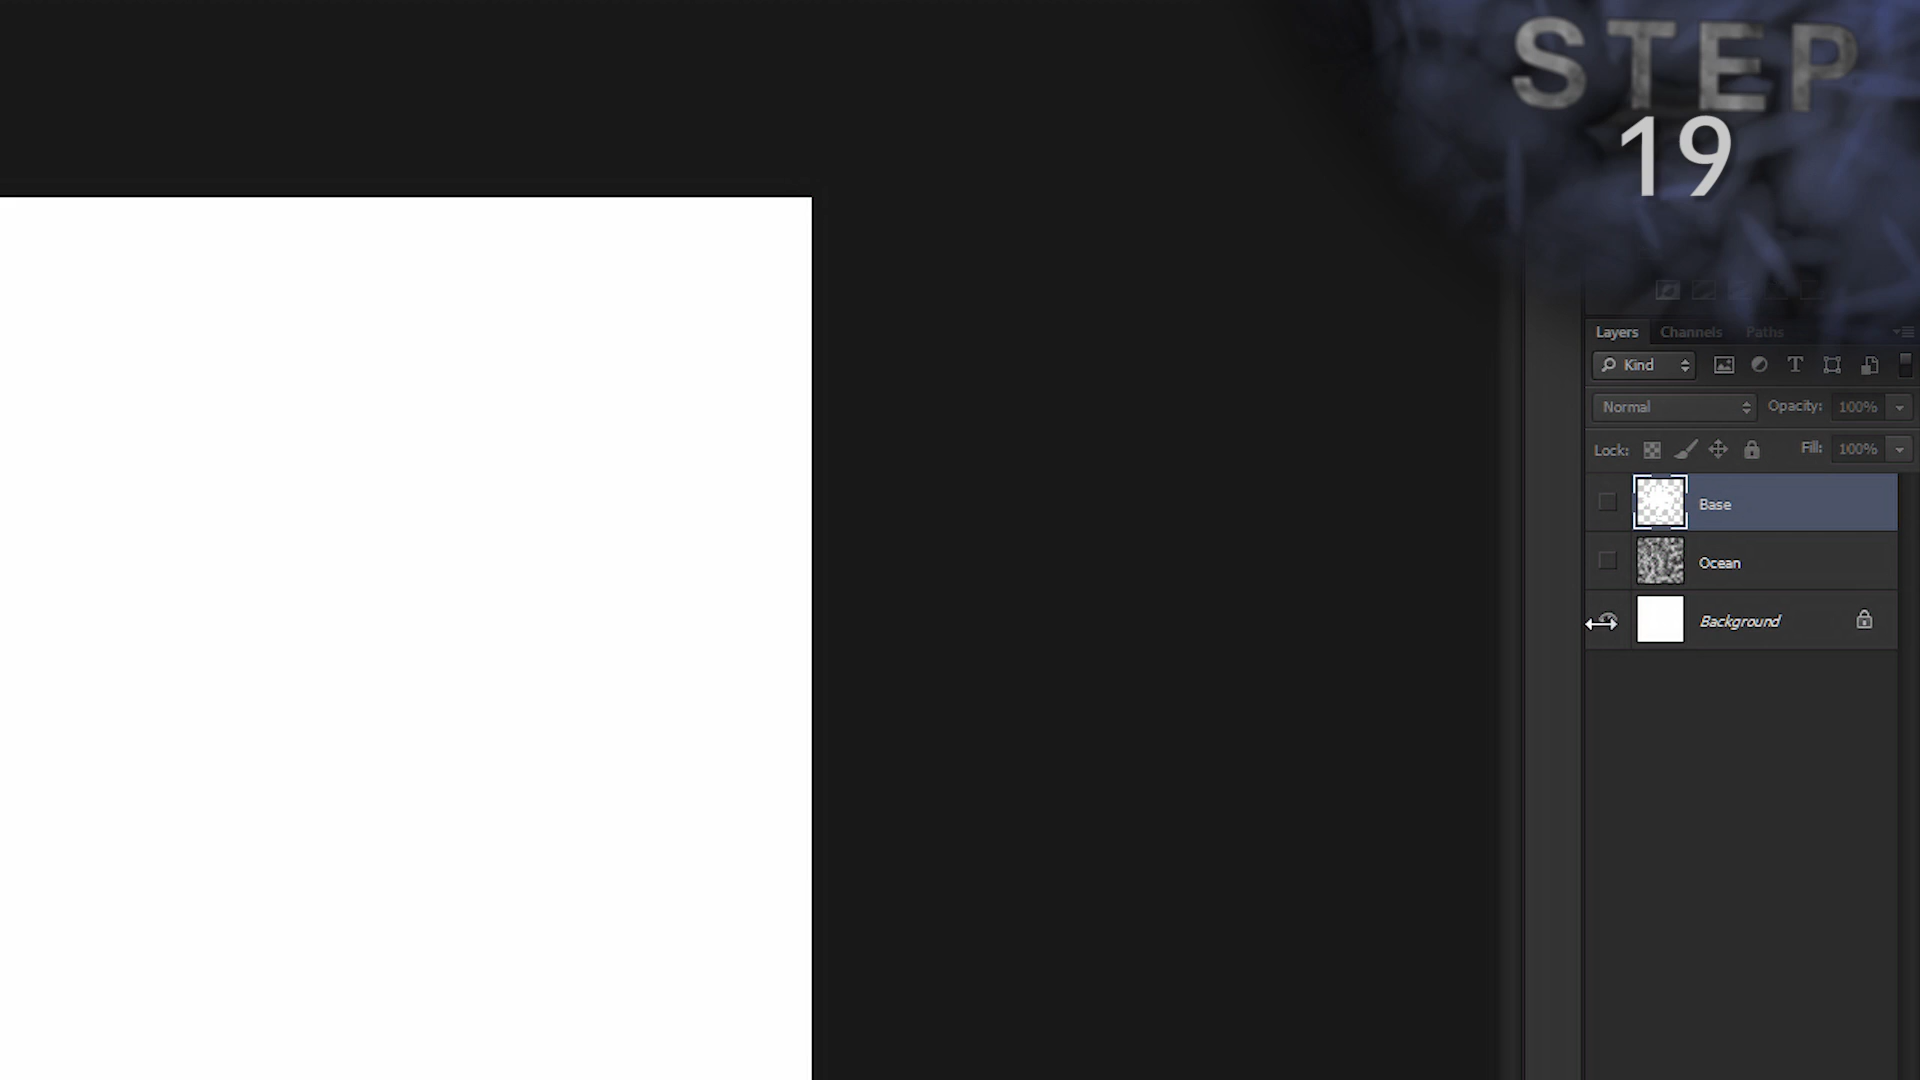 STEP
19
Layers Channels Paths
Kind
Normal Opacity: 100%
Lock: Fill: 100%
Base
Ocean
Background